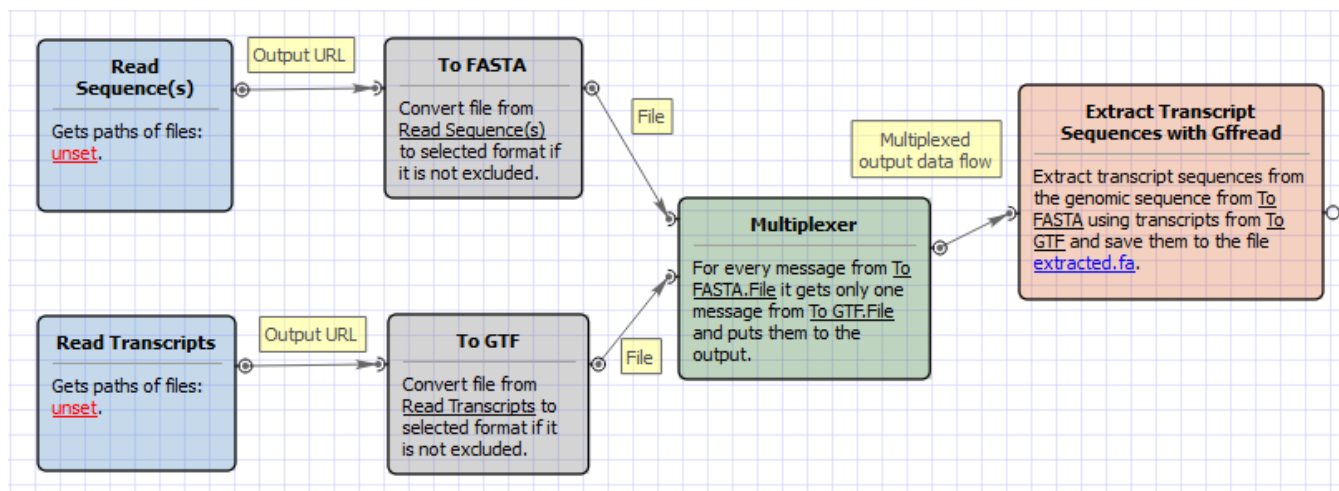 Read
Sequence(s)
Gets paths of files:
unset.
Output URL
To FASTA
Convert file from
Read Sequence(s)
to selected format if
it is not excluded.
File
Read Transcripts
Gets paths of files:
unset.
Output URL
To GTF
Convert file from
Read Transcripts to
selected format if it
is not excluded.
File
Multiplexer
For every message from To
FASTA.File it gets only one
message from To GTF.File
and puts them to the
output.
Multiplexed
output data flow
Extract Transcript
Sequences with Gffread
Extract transcript sequences from
the genomic sequence from To
FASTA using transcripts from To
GTF and save them to the file
extracted.fa.